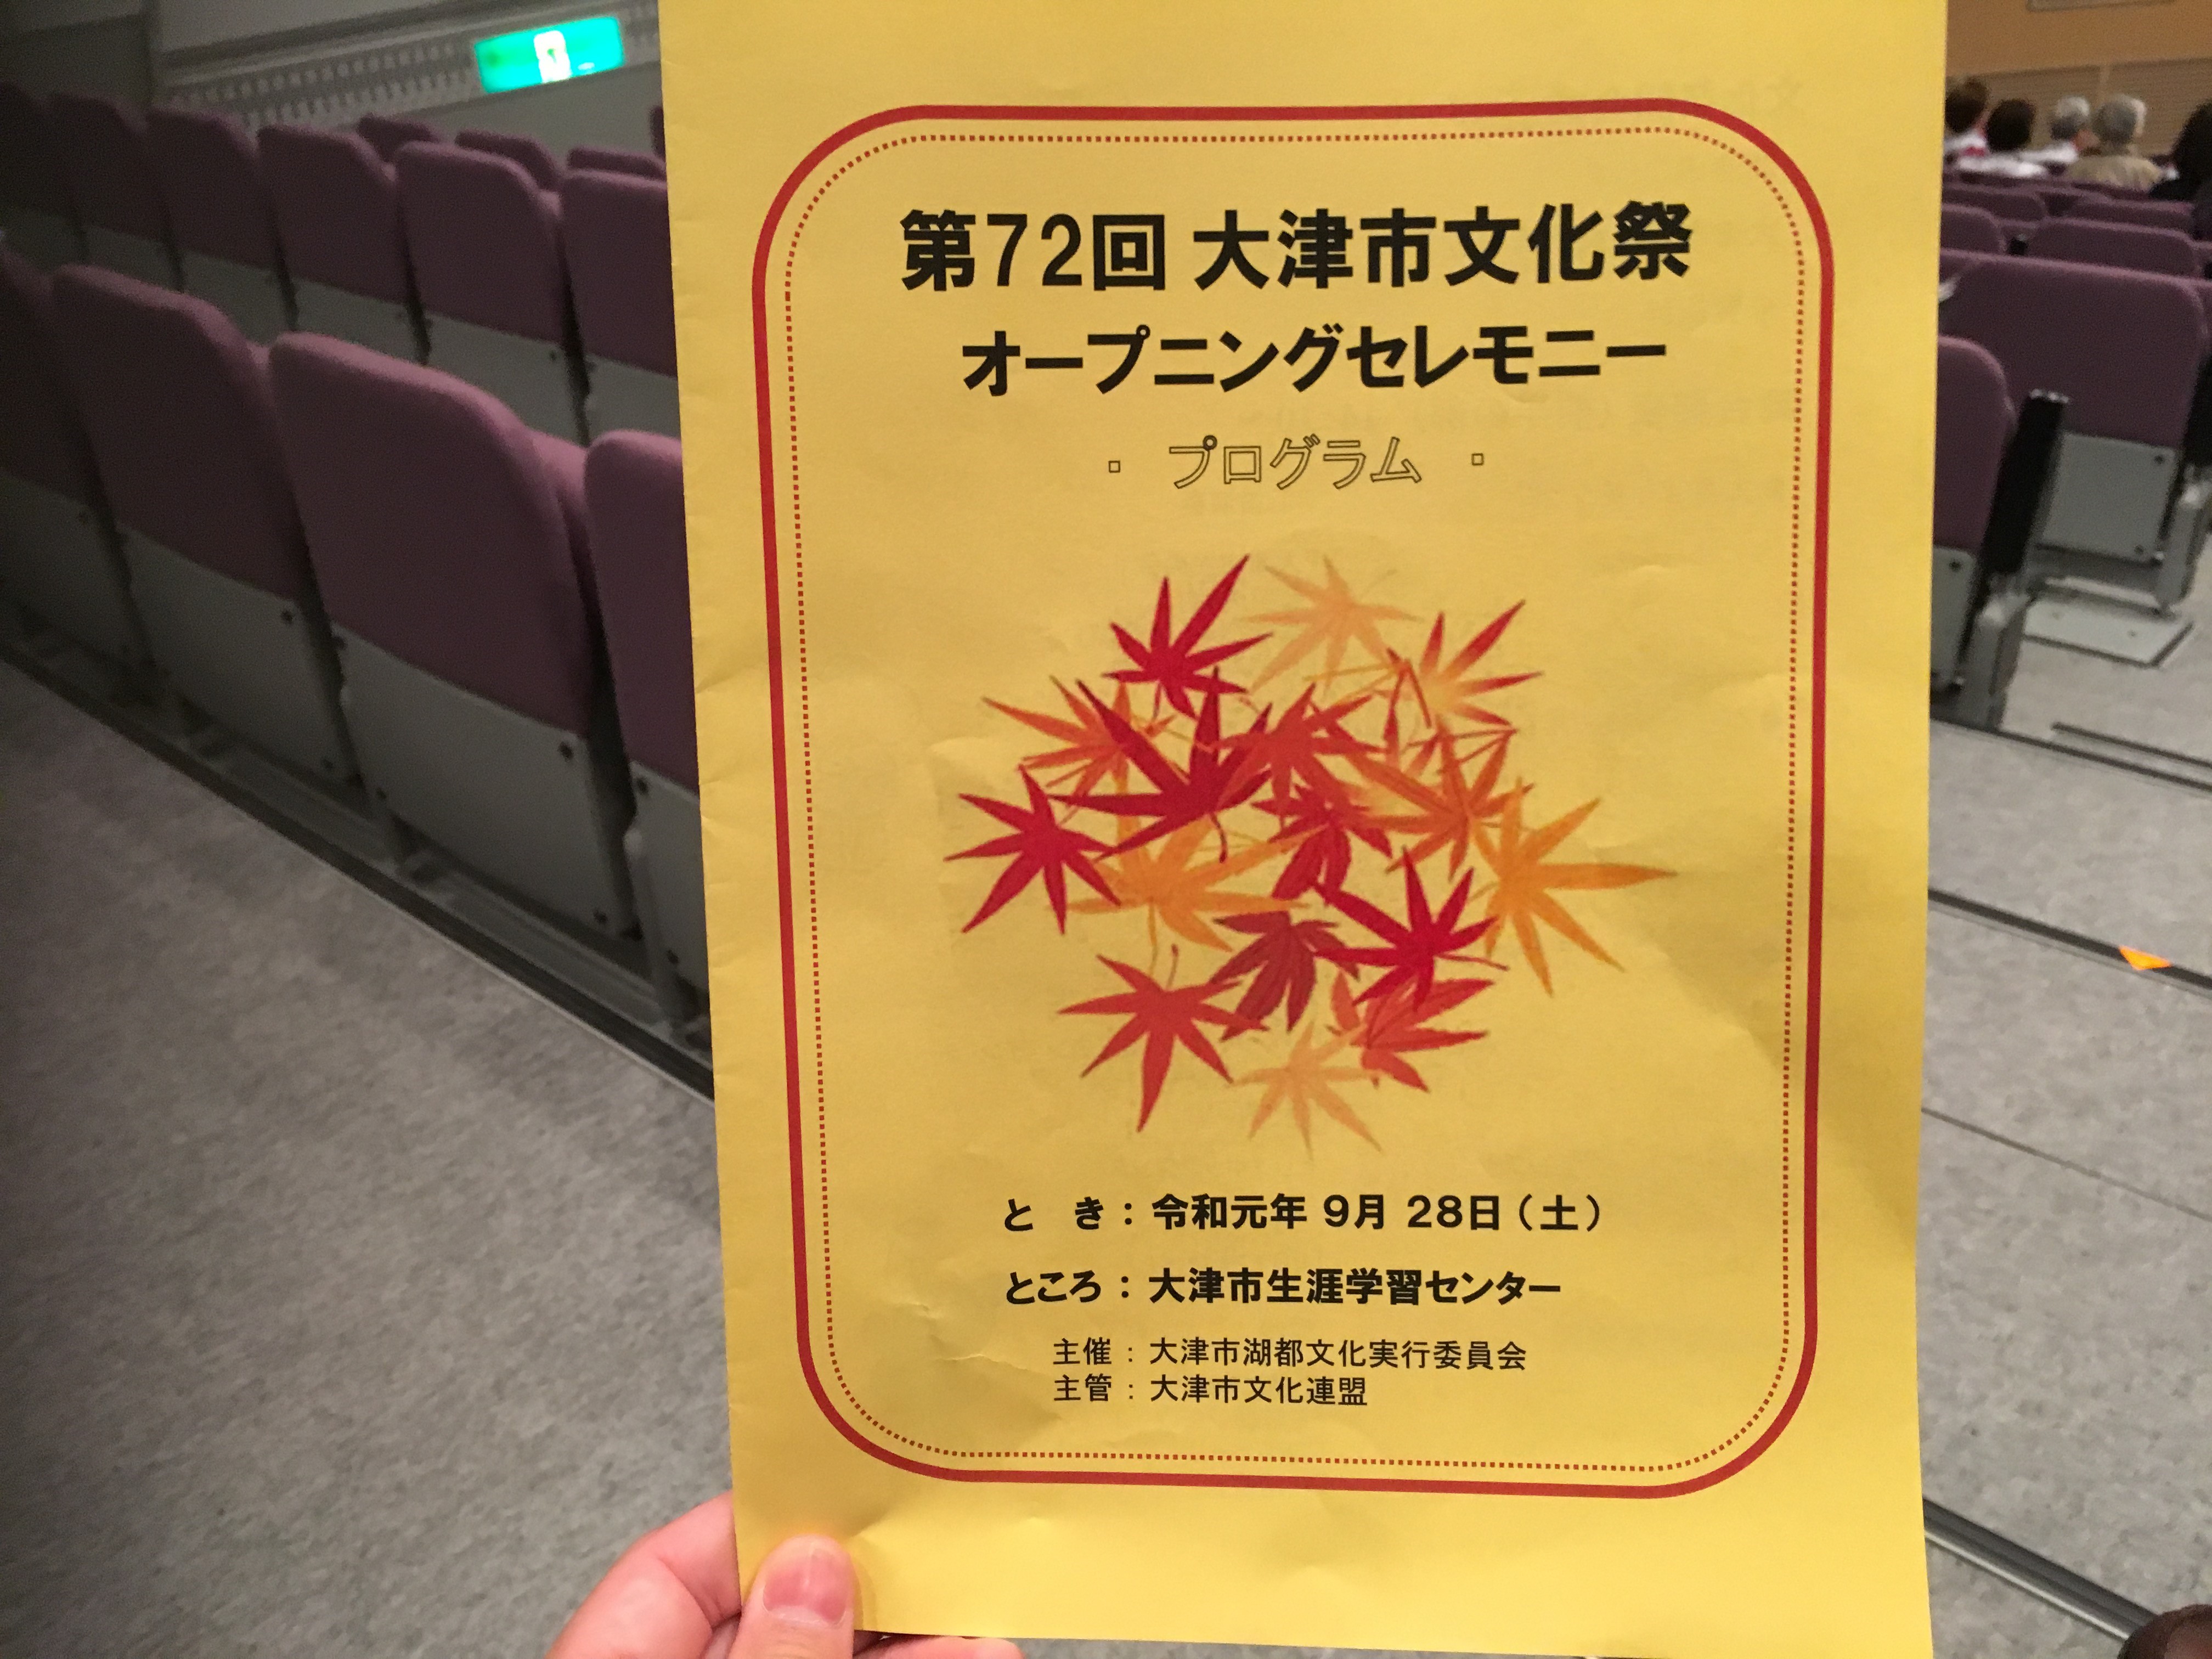 第72回 大津市文化祭
オープニングセレモニー
・ プログラム ・
と き：令和元年 9月 28日（土）
ところ：大津市生涯学習センター
主催：大津市湖都文化実行委員会
主管：大津市文化連盟